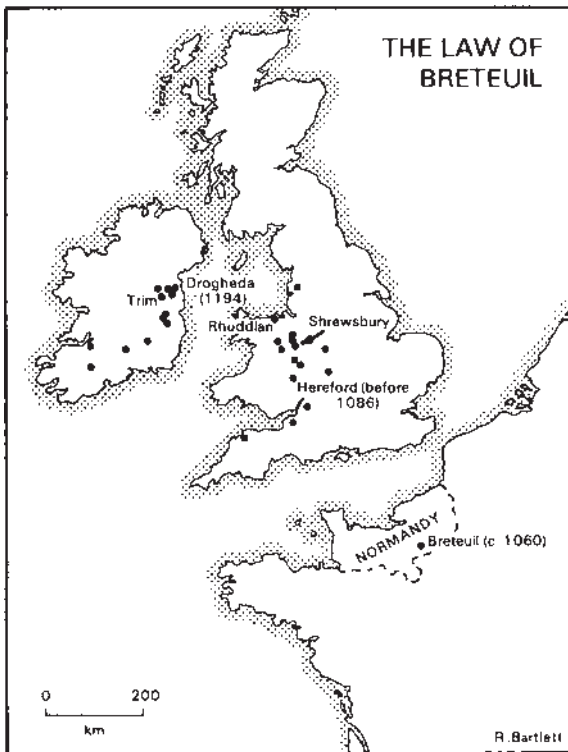 THE LAW OF
BRETEUIL
Drogheda
(1194)
Trim
Rhuddlan
Shrewsbury
Hereford (before
1086)
NORMANDY
Breteuil (c. 1060)
0 200
km
R.Bartlett